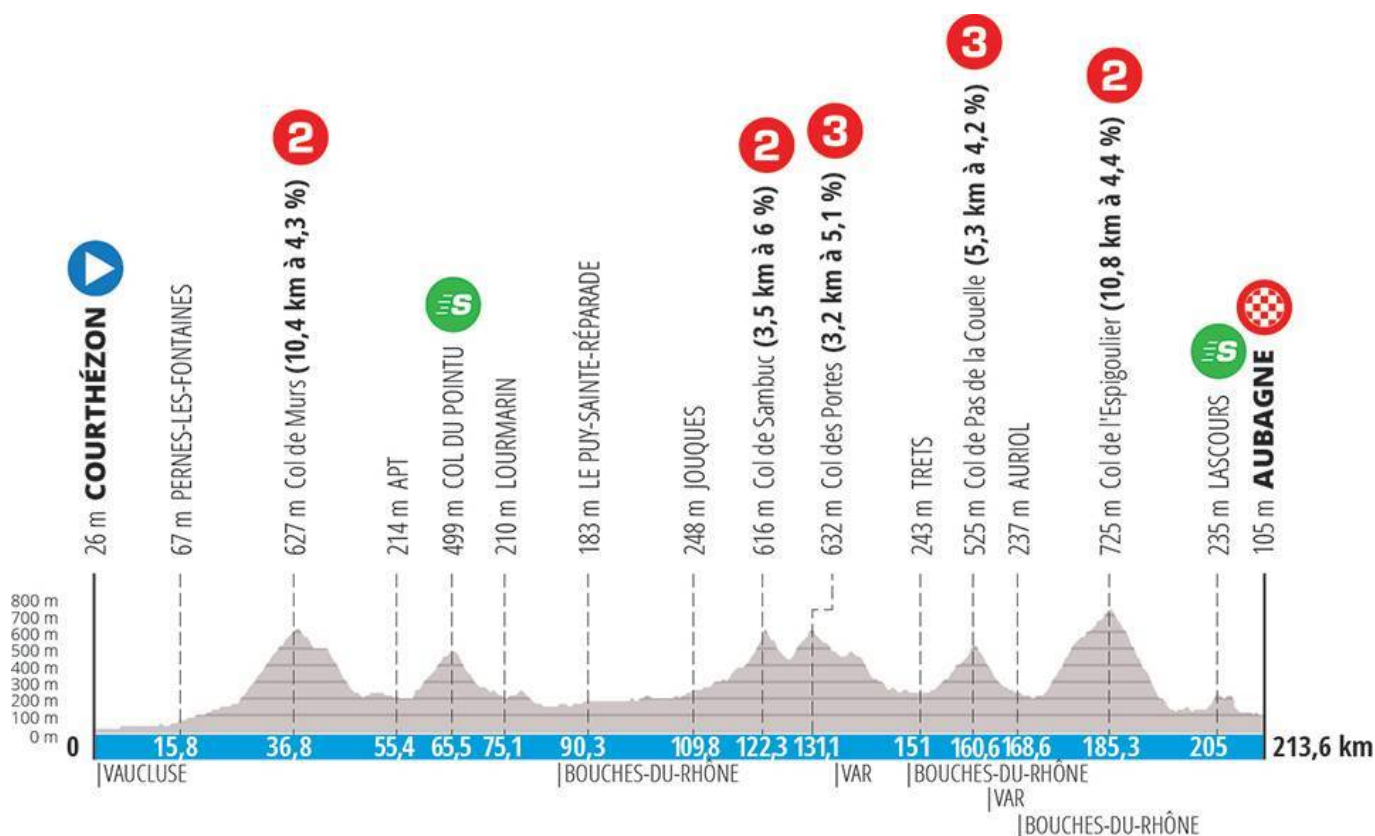 26 m COURTHÉZON
67 m PERNES-LES-FONTAINES
2
627 m Col de Murs (10,4 km à 4,3 %)
214 m APT
S
499 m COL DU POINTU
210 m LOURMARIN
183 m LE PUY-SAINTE-RÉPARADE
248 m JOUQUES
2
616 m Col de Sambuc (3,5 km à 6 %)
3
632 m Col des Portes (3,2 km à 5,1 %)
243 m TRETS
3
525 m Col de Pas de la Couelle (5,3 km à 4,2 %)
237 m AURIOL
2
725 m Col de l'Espigoulier (10,8 km à 4,4 %)
S
235 m LASCOURS
105 m AUBAGNE
800 m
700 m
600 m
500 m
400 m
300 m
200 m
100 m
0 m
0 15,8 36,8 55,4 65,5 75,1 90,3 109,8 122,3 131,1 151 160,6 168,6 185,3 205 213,6 km
VAUCLUSE BOUCHES-DU-RHÔNE VAR BOUCHES-DU-RHÔNE
VAR
BOUCHES-DU-RHÔNE